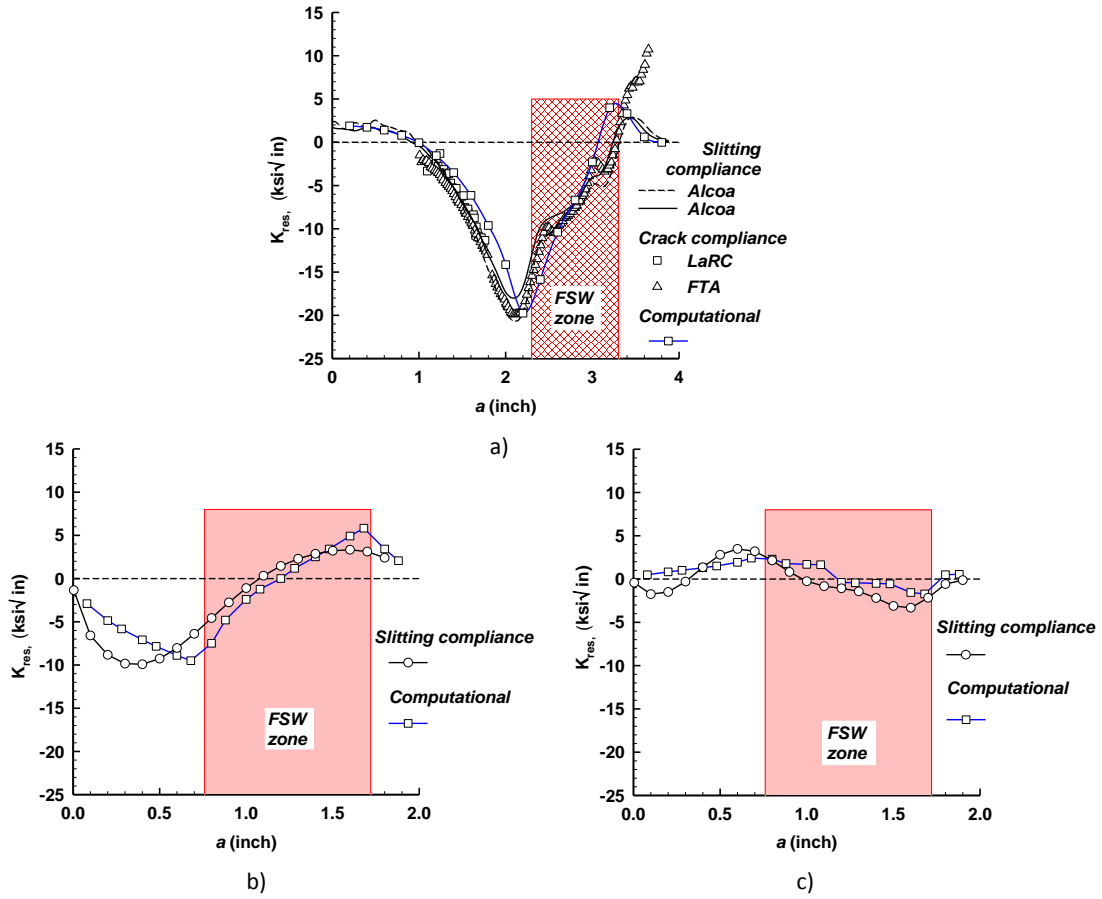 15
10
5
0
-5
-10
-15
-20
-25
K res, (ksi√ in)
0 1 2 3 4
a (inch)
FSW
zone
Slitting
compliance
Alcoa
Alcoa
Crack compliance
LaRC
FTA
Computational
a)
15
10
5
0
-5
-10
-15
-20
-25
K res, (ksi√ in)
0.0 0.5 1.0 1.5 2.0
a (inch)
FSW
zone
Slitting compliance
Computational
b)
15
10
5
0
-5
-10
-15
-20
-25
K res, (ksi√ in)
0.0 0.5 1.0 1.5 2.0
a (inch)
FSW
zone
Slitting compliance
Computational
c)